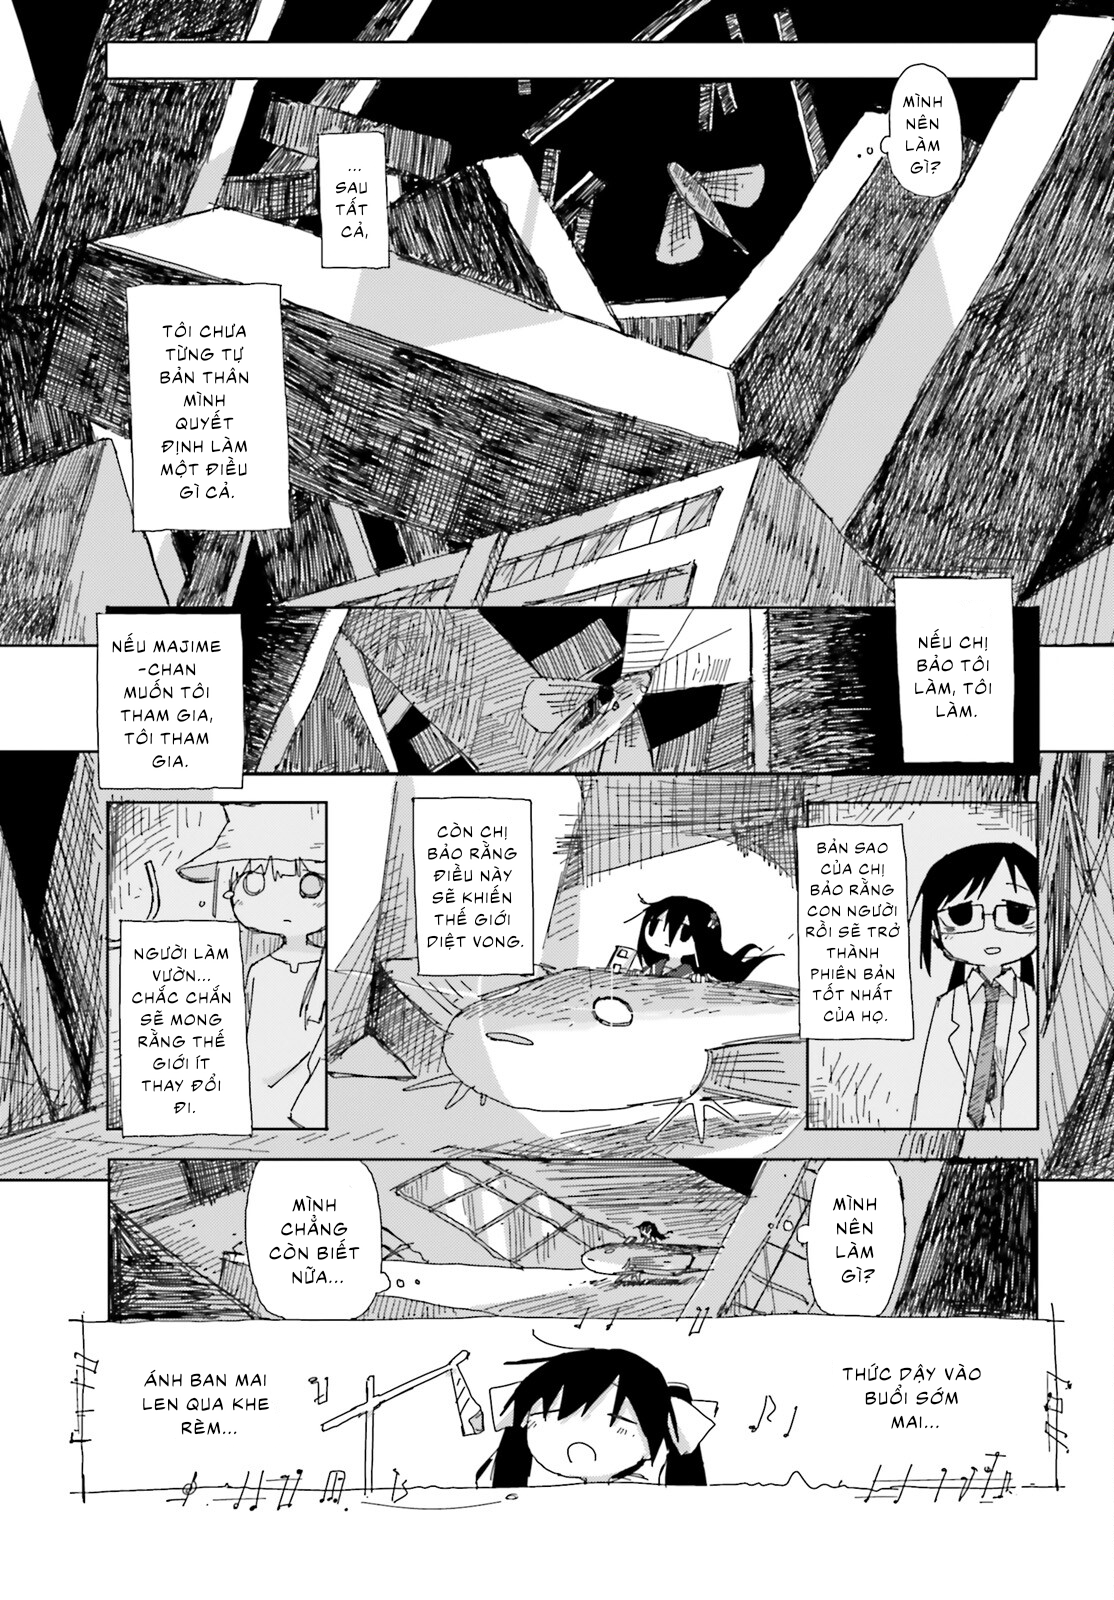 MÌNH
NÊN
LÀM
GÌ?
...
SAU
TẤT
CẢ,
TÔI CHƯA
TỪNG TỰ
BẢN THÂN
MÌNH
QUYẾT
ĐỊNH LÀM
MỘT ĐIỀU
GÌ CẢ.
NẾU CHỊ
BẢO TÔI
LÀM, TÔI
LÀM.
NẾU MAJIME
-CHAN
MUỐN TÔI
THAM GIA,
TÔI THAM
GIA.
BẢN SAO
CỦA CHỊ
BẢO RẰNG
CON NGƯỜI
RỒI SẼ TRỞ
THÀNH
PHIÊN BẢN
TỐT NHẤT
CỦA HỌ.
CÒN CHỊ
BẢO RẰNG
ĐIỀU NÀY
SẼ KHIẾN
THẾ GIỚI
DIỆT VONG.
NGƯỜI LÀM
VƯỜN...
CHẮC CHẮN
SẼ MONG
RẰNG THẾ
GIỚI ÍT
THAY ĐỔI
ĐI.
MÌNH
NÊN
LÀM
GÌ?
MÌNH
CHẲNG
CÒN BIẾT
NỮA...
THỨC DẬY VÀO
BUỔI SỚM
MAI...
ÁNH BAN MAI
LEN QUA KHE
RÈM...